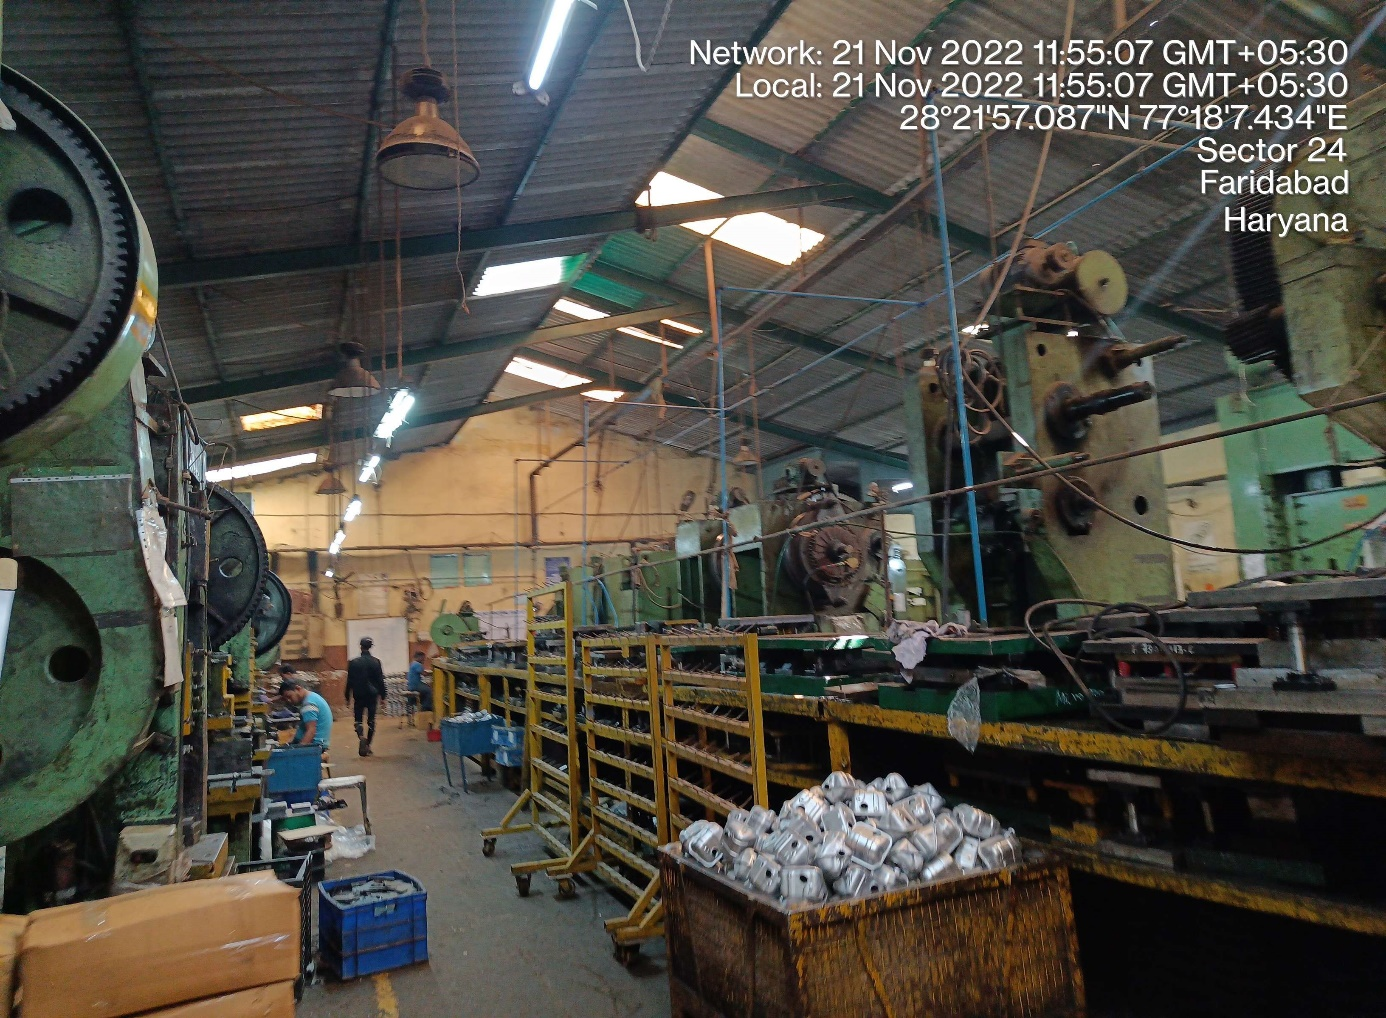 Network: 21 Nov 2022 11:55:07 GMT+05:30
Local: 21 Nov 2022 11:55:07 GMT+05:30
28°21'57.087"N 77°18'7.434"E
Sector 24
Faridabad
Haryana